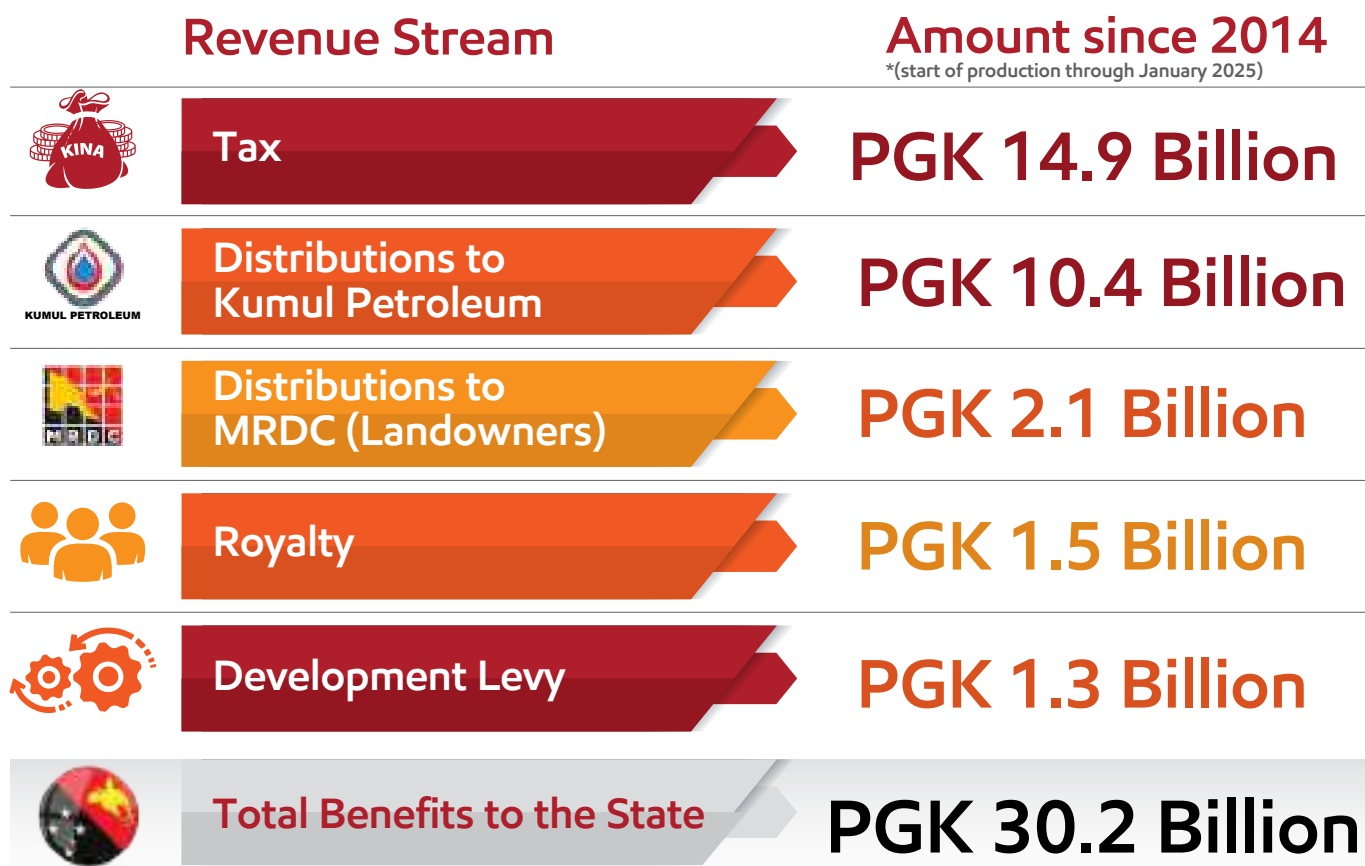 Revenue Stream
Amount since 2014
*(start of production through January 2025)
KINA
Tax
PGK 14.9 Billion
KUMUL PETROLEUM
Distributions to
Kumul Petroleum
PGK 10.4 Billion
MRDC
Distributions to
MRDC (Landowners)
PGK 2.1 Billion
Royalty
PGK 1.5 Billion
Development Levy
PGK 1.3 Billion
Total Benefits to the State
PGK 30.2 Billion